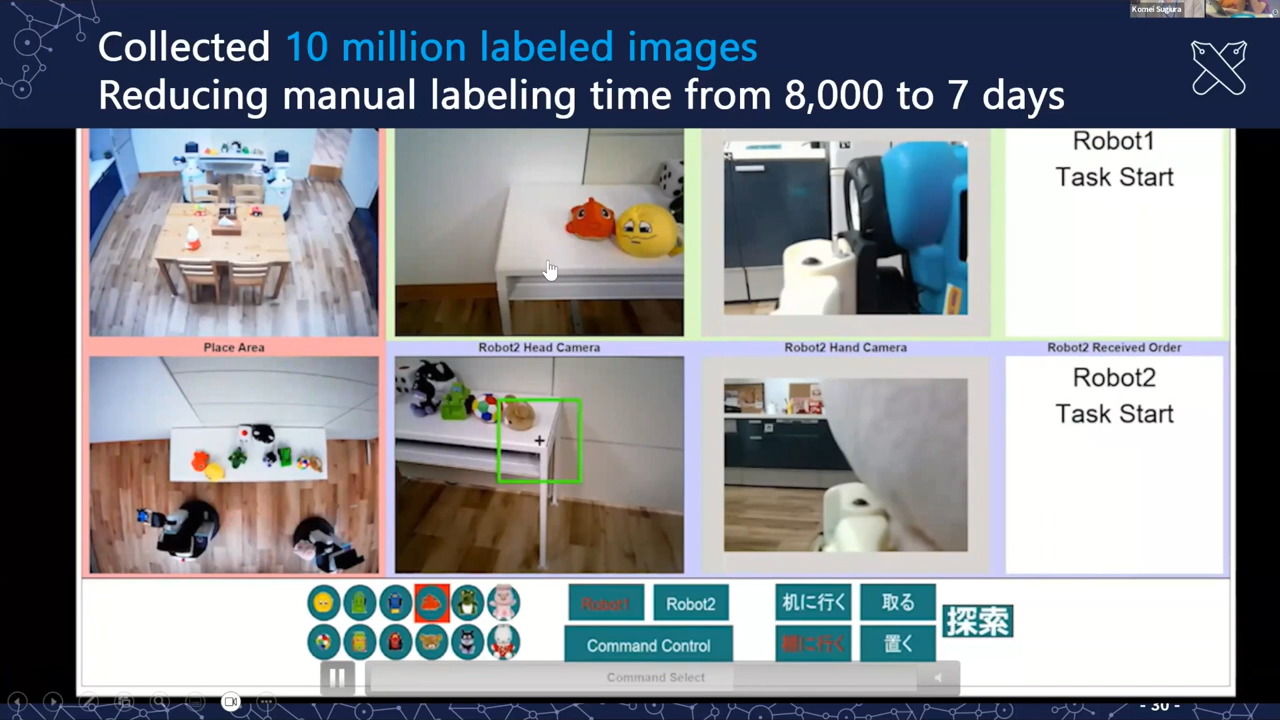 Komei Sugiura
Collected 10 million labeled images
Reducing manual labeling time from 8,000 to 7 days
Robot1
Task Start
Place Area
Robot2 Head Camera
Robot2 Hand Camera
Robot2 Received Order
Robot2
Task Start
Robot1
Robot2
机に行く
取る
探索
Command Control
棚に行く
置く
Command Select
- 30 -